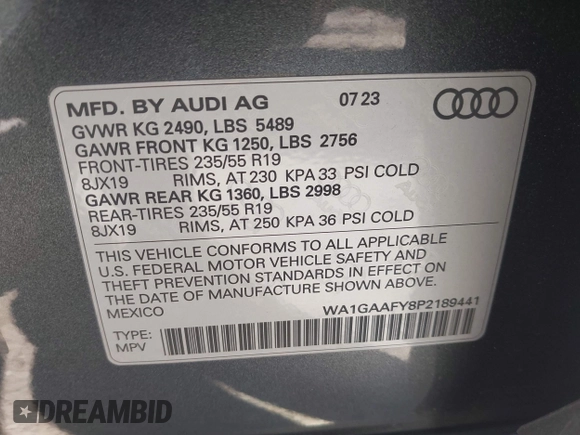 MFD. BY AUDI AG 07 23
GVWR KG 2490, LBS 5489
GAWR FRONT KG 1250, LBS 2756
FRONT-TIRES 235/55 R19
8JX19 RIMS, AT 230 KPA 33 PSI COLD
GAWR REAR KG 1360, LBS 2998
REAR-TIRES 235/55 R19
8JX19 RIMS, AT 250 KPA 36 PSI COLD
THIS VEHICLE CONFORMS TO ALL APPLICABLE
U.S. FEDERAL MOTOR VEHICLE SAFETY AND
THEFT PREVENTION STANDARDS IN EFFECT ON
THE DATE OF MANUFACTURE SHOWN ABOVE.
MEXICO WA1GAAFY8P2189441
TYPE:
MPV
DREAMBID